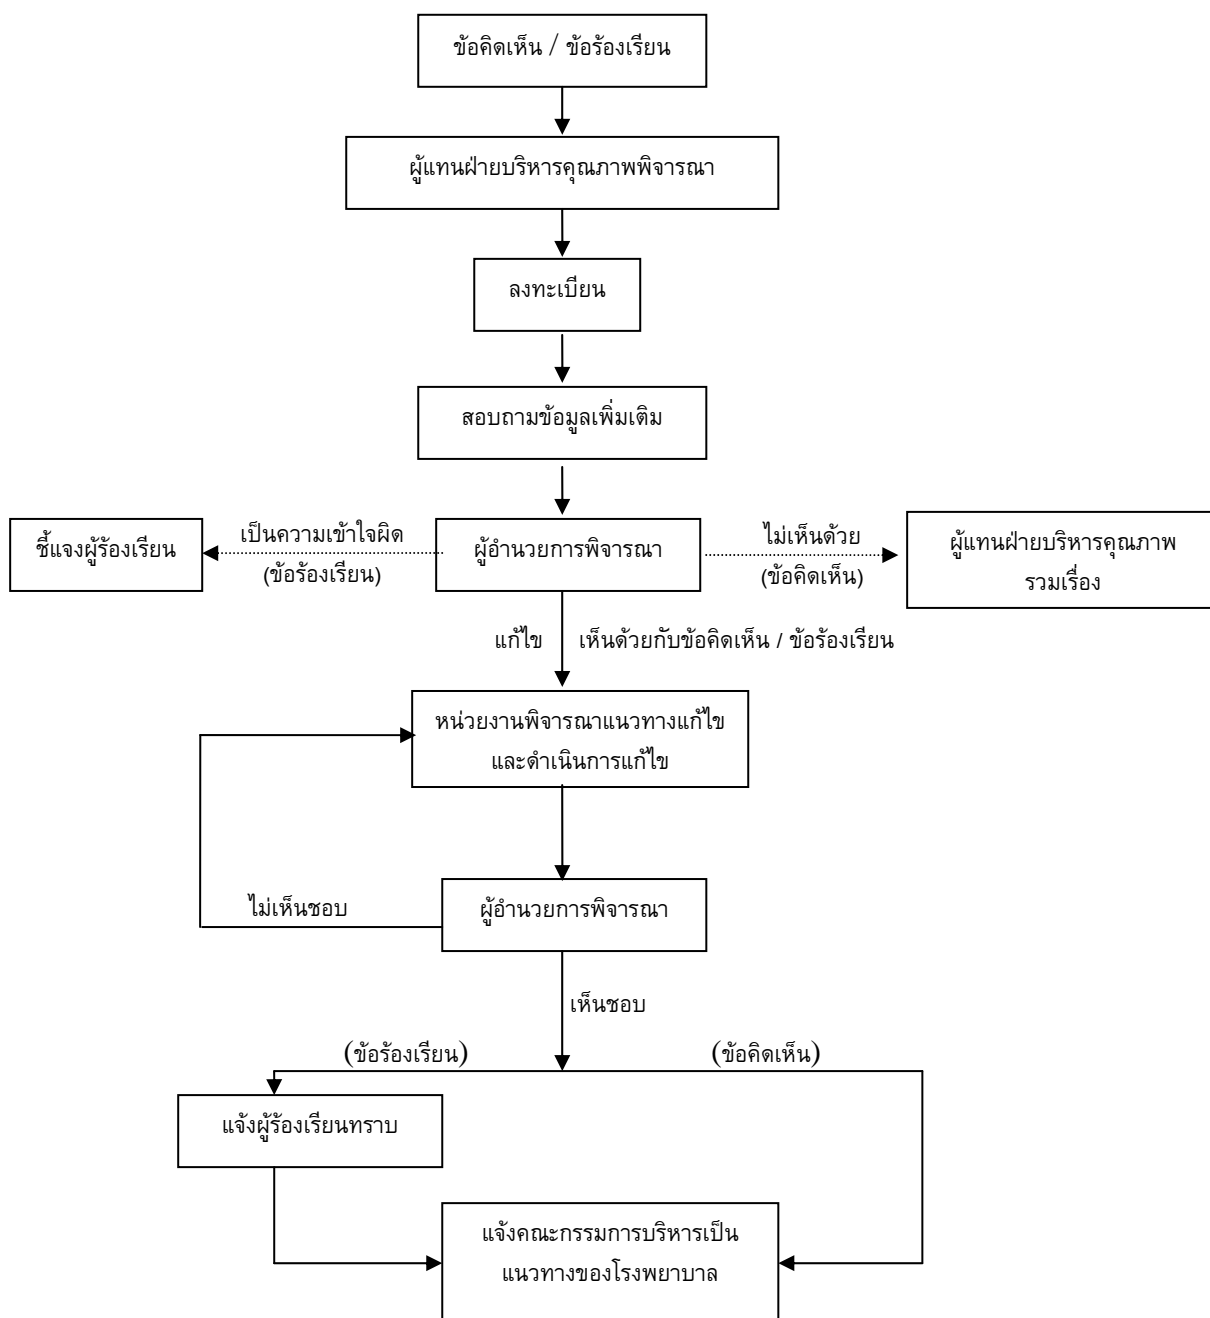 ข้อคิดเห็น / ข้อร้องเรียน
ผู้แทนฝ่ายบริหารคุณภาพพิจารณา
ลงทะเบียน
สอบถามข้อมูลเพิ่มเติม
ชี้แจงผู้ร้องเรียน
เป็นความเข้าใจผิด
(ข้อร้องเรียน)
ผู้อำนวยการพิจารณา
ไม่เห็นด้วย
(ข้อคิดเห็น)
ผู้แทนฝ่ายบริหารคุณภาพ
รวมเรื่อง
แก้ไข
เห็นด้วยกับข้อคิดเห็น / ข้อร้องเรียน
หน่วยงานพิจารณาแนวทางแก้ไข
และดำเนินการแก้ไข
ไม่เห็นชอบ
ผู้อำนวยการพิจารณา
เห็นชอบ
(ข้อร้องเรียน)
(ข้อคิดเห็น)
แจ้งผู้ร้องเรียนทราบ
แจ้งคณะกรรมการบริหารเป็น
แนวทางของโรงพยาบาล